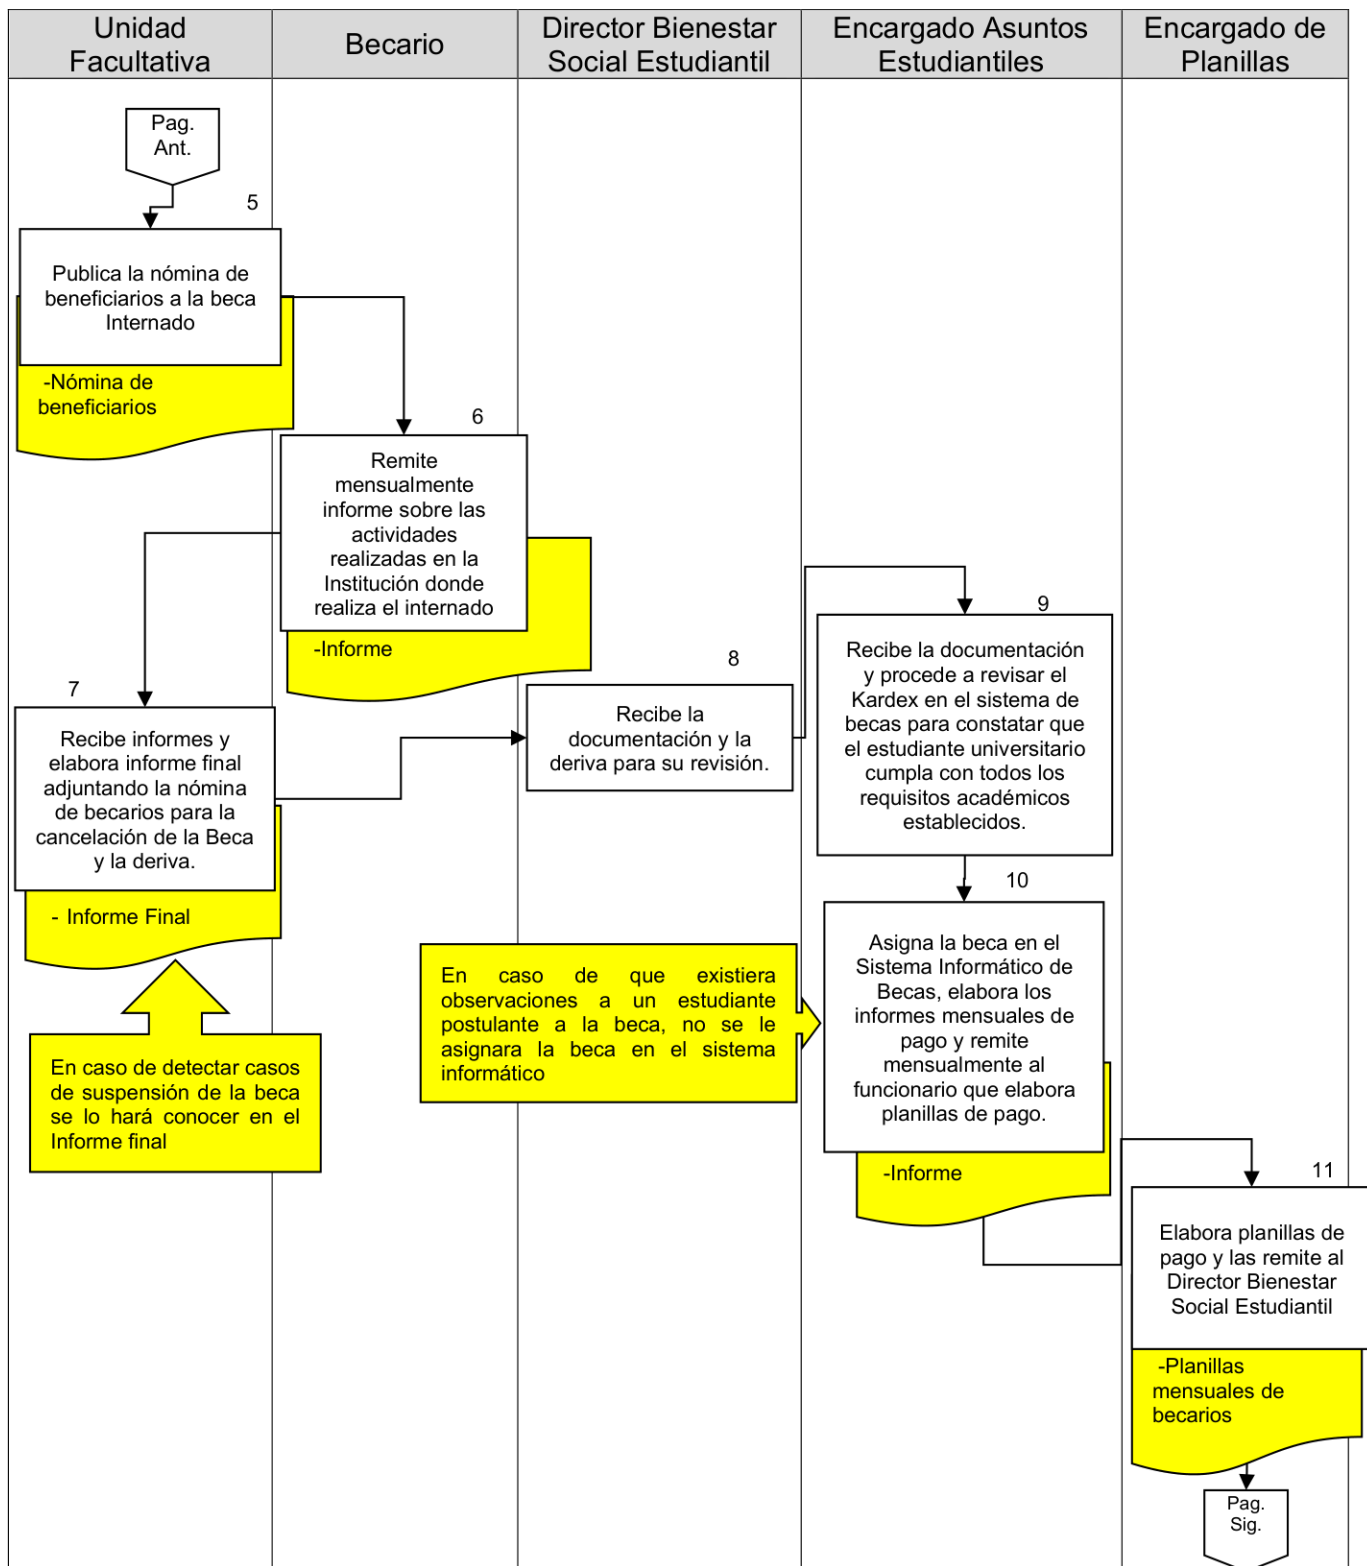 Unidad
Facultativa
Becario
Director Bienestar
Social Estudiantil
Encargado Asuntos
Estudiantiles
Encargado de
Planillas
Pag.
Ant.
5
Publica la nómina de
beneficiarios a la beca
Internado
-Nómina de
beneficiarios
6
Remite
mensualmente
informe sobre las
actividades
realizadas en la
Institución donde
realiza el internado
-Informe
7
Recibe informes y
elabora informe final
adjuntando la nómina
de becarios para la
cancelación de la Beca
y la deriva.
- Informe Final
En caso de detectar casos
de suspensión de la beca
se lo hará conocer en el
Informe final
8
Recibe la
documentación y la
deriva para su revisión.
9
Recibe la documentación
y procede a revisar el
Kardex en el sistema de
becas para constatar que
el estudiante universitario
cumpla con todos los
requisitos académicos
establecidos.
10
Asigna la beca en el
Sistema Informático de
Becas, elabora los
informes mensuales de
pago y remite
mensualmente al
funcionario que elabora
planillas de pago.
-Informe
En caso de que existiera
observaciones a un estudiante
postulante a la beca, no se le
asignara la beca en el sistema
informático
11
Elabora planillas de
pago y las remite al
Director Bienestar
Social Estudiantil
-Planillas
mensuales de
becarios
Pag.
Sig.